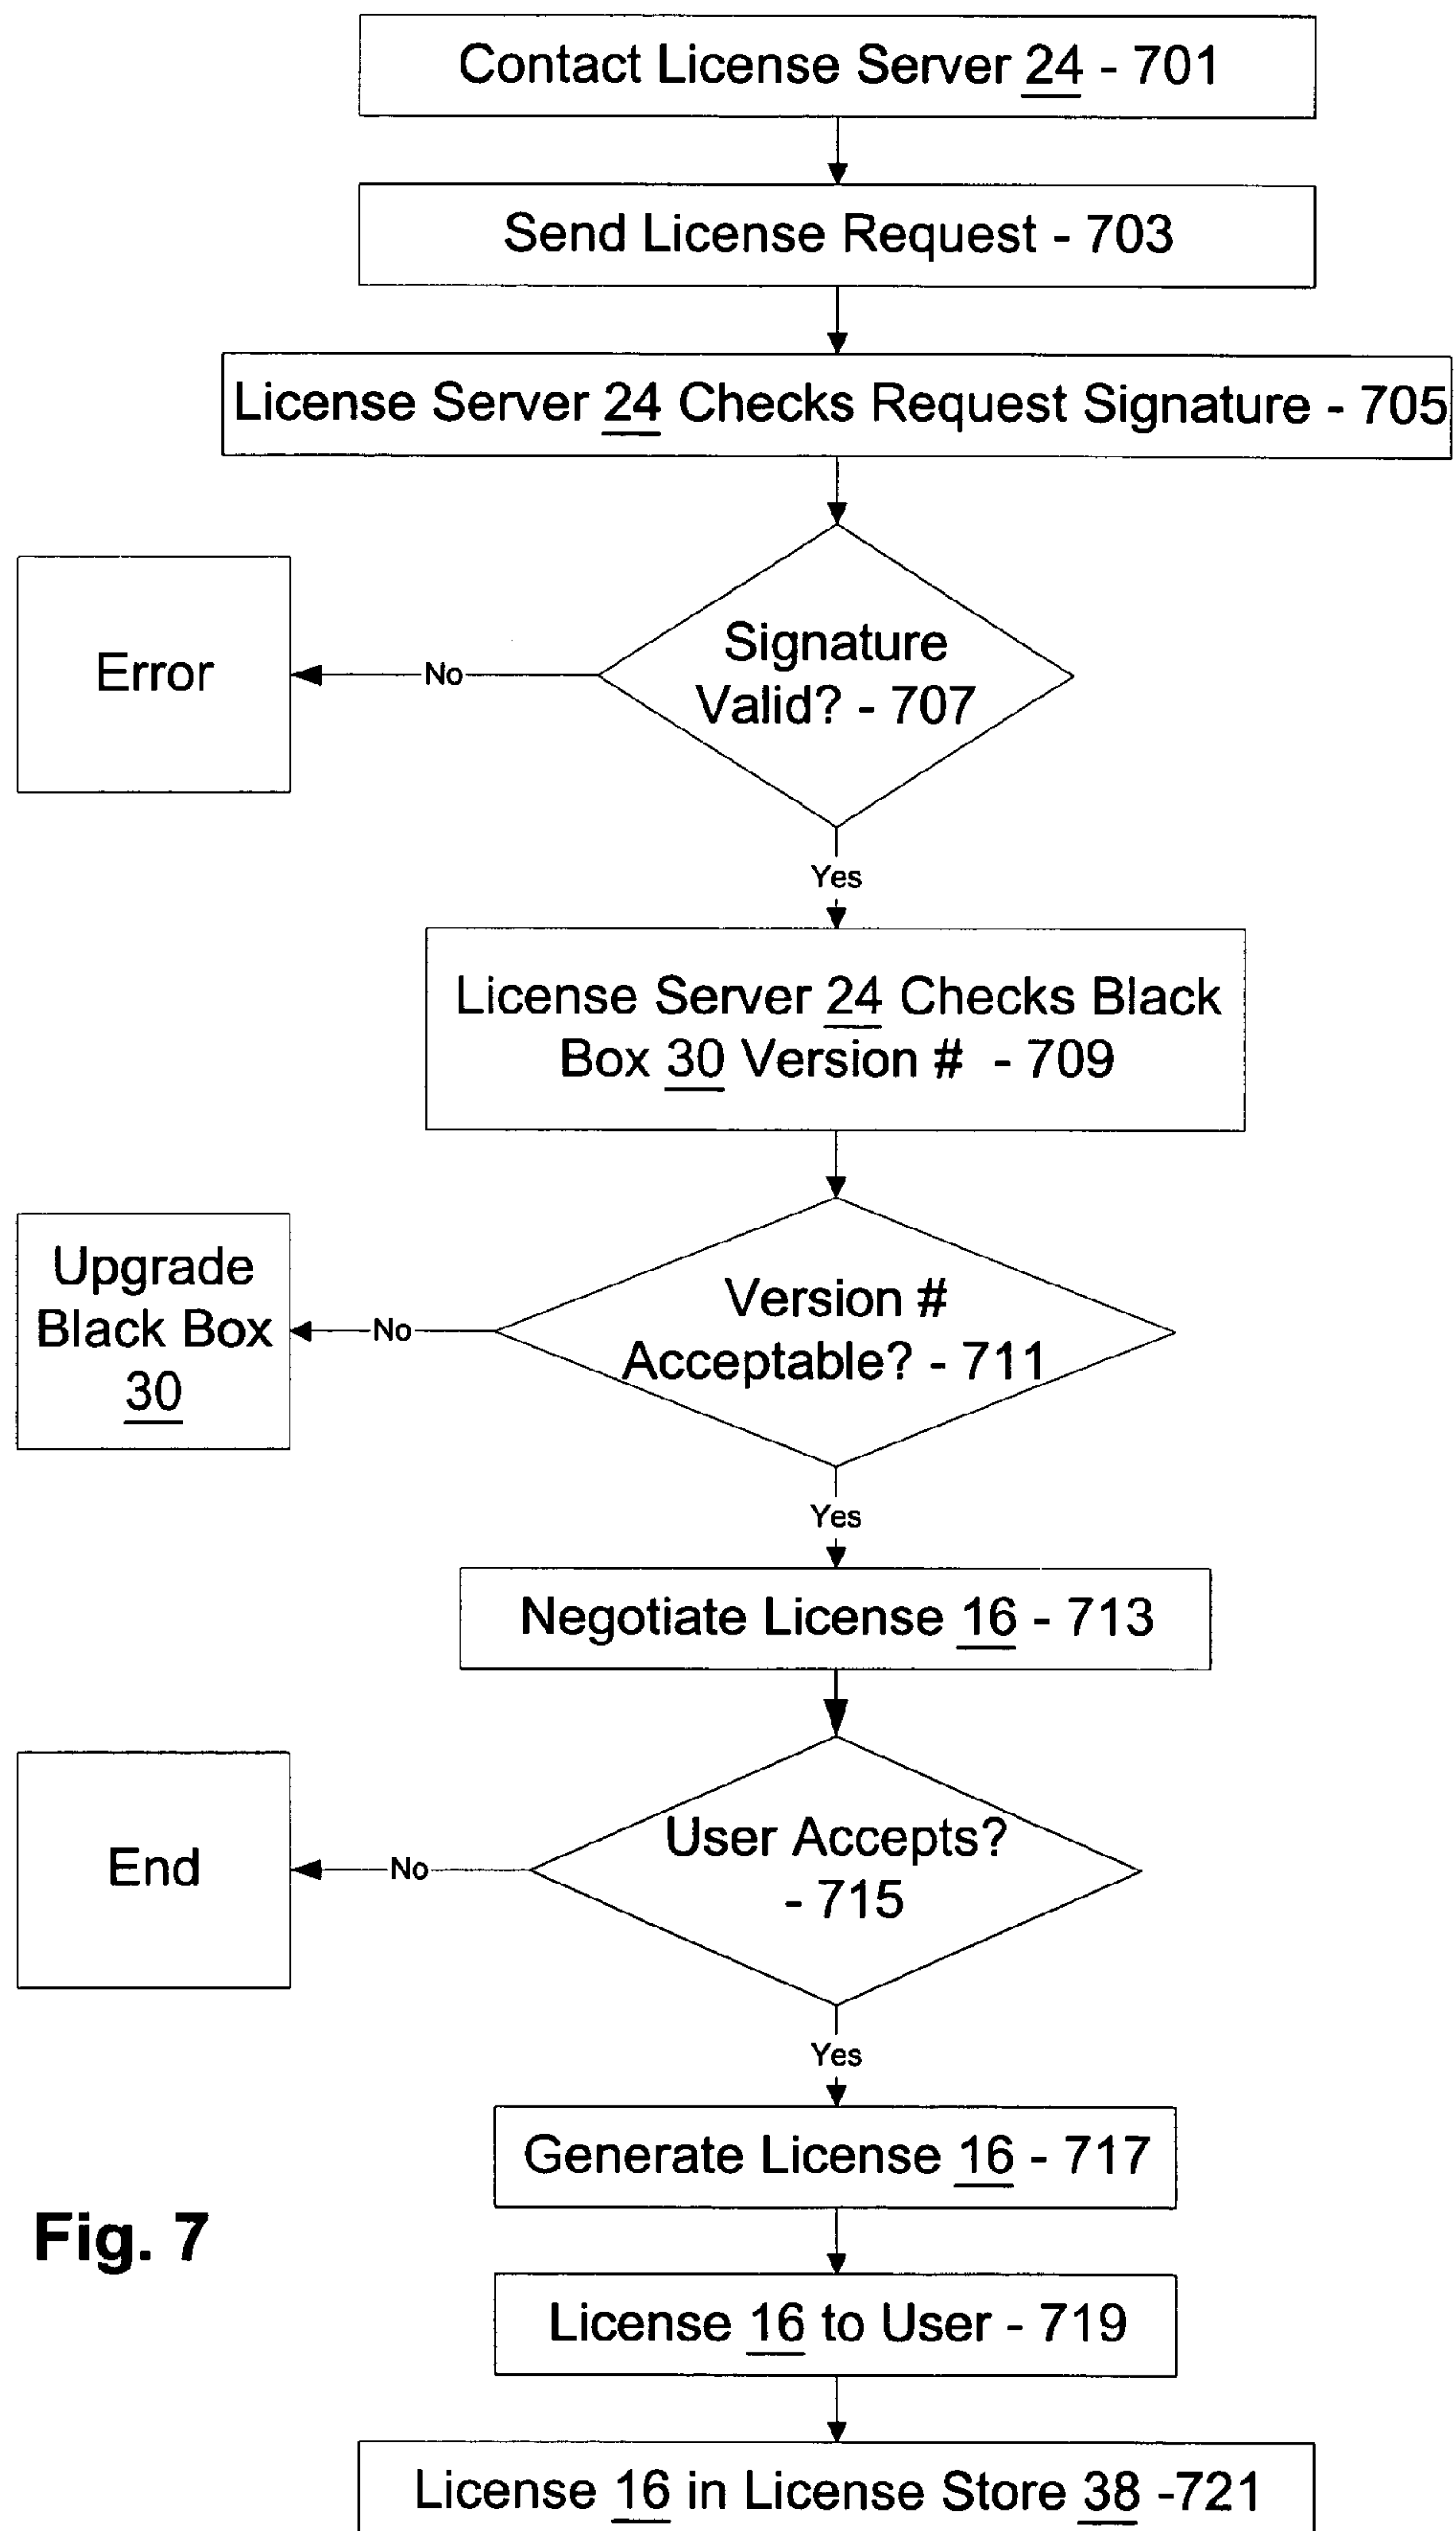 Contact License Server 24 - 701
Send License Request - 703
License Server 24 Checks Request Signature - 705
Signature
Valid? - 707
No
Error
Yes
License Server 24 Checks Black
Box 30 Version # - 709
Version #
Acceptable? - 711
No
Upgrade
Black Box
30
Yes
Negotiate License 16 - 713
User Accepts?
- 715
No
End
Yes
Generate License 16 - 717
Fig. 7
License 16 to User - 719
License 16 in License Store 38 -721